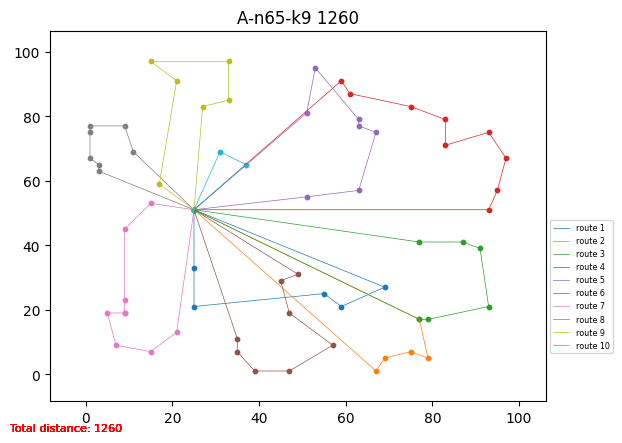 A-n65-k9 1260
100
80
60
40
20
0
0 20 40 60 80 100
route 1
route 2
route 3
route 4
route 5
route 6
route 7
route 8
route 9
route 10
Total distance: 1260